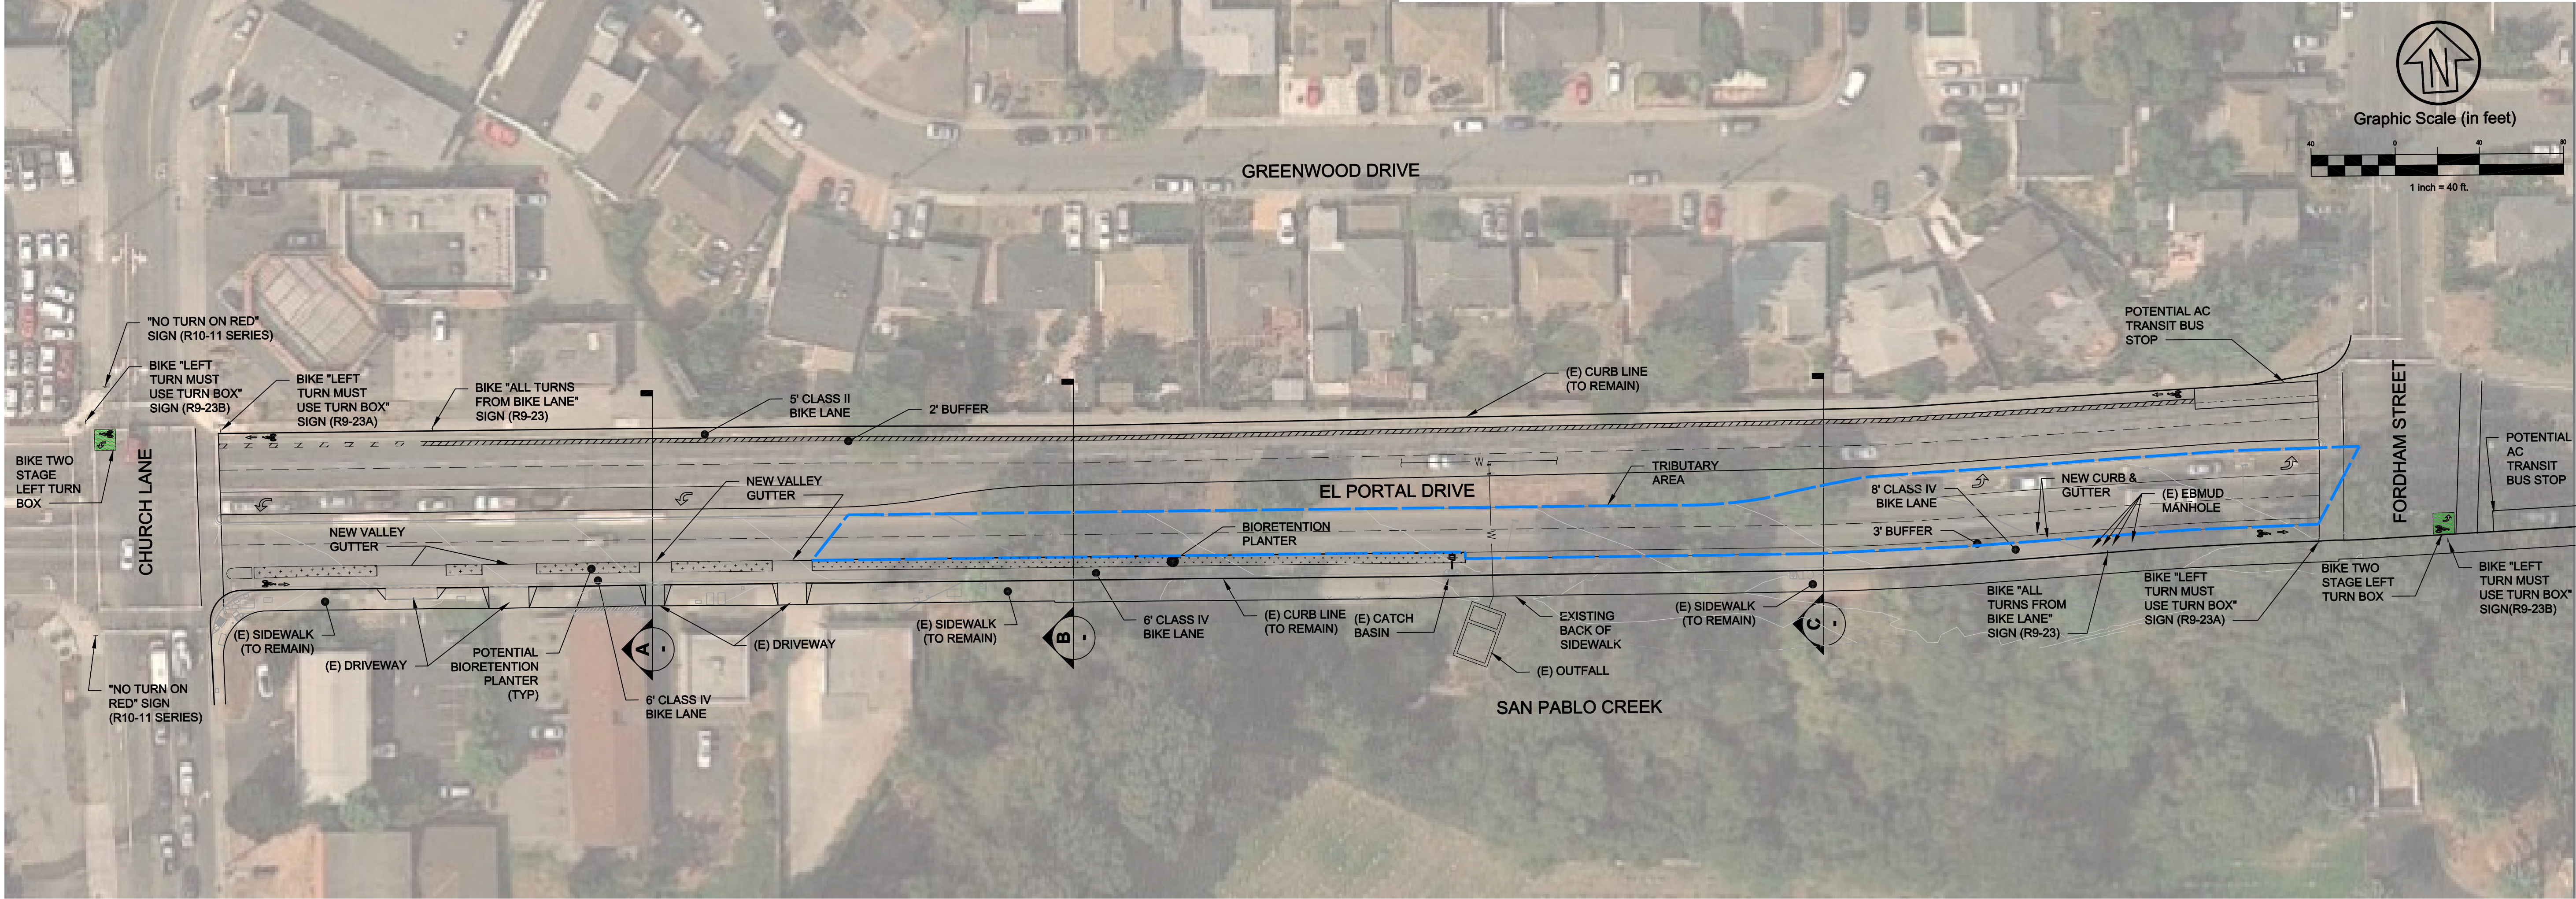 N
Graphic Scale (in feet)
40
0
40
80
1 inch = 40 ft.
GREENWOOD DRIVE
"NO TURN ON RED"
SIGN (R10-11 SERIES)
BIKE "LEFT
TURN MUST
USE TURN BOX"
SIGN (R9-23B)
BIKE "LEFT
TURN MUST
USE TURN BOX"
SIGN (R9-23A)
BIKE "ALL TURNS
FROM BIKE LANE"
SIGN (R9-23)
5' CLASS II
BIKE LANE
2' BUFFER
(E) CURB LINE
(TO REMAIN)
POTENTIAL AC
TRANSIT BUS
STOP
FORDHAM STREET
POTENTIAL
AC
TRANSIT
BUS STOP
BIKE TWO
STAGE
LEFT TURN
BOX
CHURCH LANE
NEW VALLEY
GUTTER
NEW VALLEY
GUTTER
W
W
EL PORTAL DRIVE
TRIBUTARY
AREA
BIORETENTION
PLANTER
8' CLASS IV
BIKE LANE
3' BUFFER
NEW CURB &
GUTTER
(E) EBMUD
MANHOLE
(E) SIDEWALK
(TO REMAIN)
(E) DRIVEWAY
POTENTIAL
BIORETENTION
PLANTER
(TYP)
A
-
6' CLASS IV
BIKE LANE
(E) DRIVEWAY
(E) SIDEWALK
(TO REMAIN)
B
-
6' CLASS IV
BIKE LANE
(E) CURB LINE
(TO REMAIN)
(E) CATCH
BASIN
(E) OUTFALL
EXISTING
BACK OF
SIDEWALK
(E) SIDEWALK
(TO REMAIN)
C
-
BIKE "ALL
TURNS FROM
BIKE LANE"
SIGN (R9-23)
BIKE "LEFT
TURN MUST
USE TURN BOX"
SIGN (R9-23A)
BIKE TWO
STAGE LEFT
TURN BOX
BIKE "LEFT
TURN MUST
USE TURN BOX"
SIGN(R9-23B)
"NO TURN ON
RED" SIGN
(R10-11 SERIES)
SAN PABLO CREEK